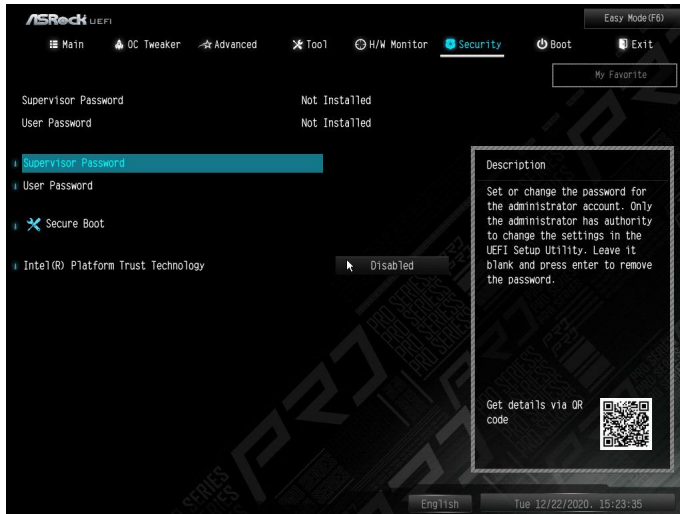 ASRock UEFI
Easy Mode(F6)
Main OC Tweaker Advanced Tool H/W Monitor Security Boot Exit
My Favorite
Supervisor Password Not Installed
User Password Not Installed
Supervisor Password
User Password
Secure Boot
Intel(R) Platform Trust Technology Disabled
Description
Set or change the password for
the administrator account. Only
the administrator has authority
to change the settings in the
UEFI Setup Utility. Leave it
blank and press enter to remove
the password.
Get details via QR
code
PRO
SERIES
English
Tue 12/22/2020. 15:23:35